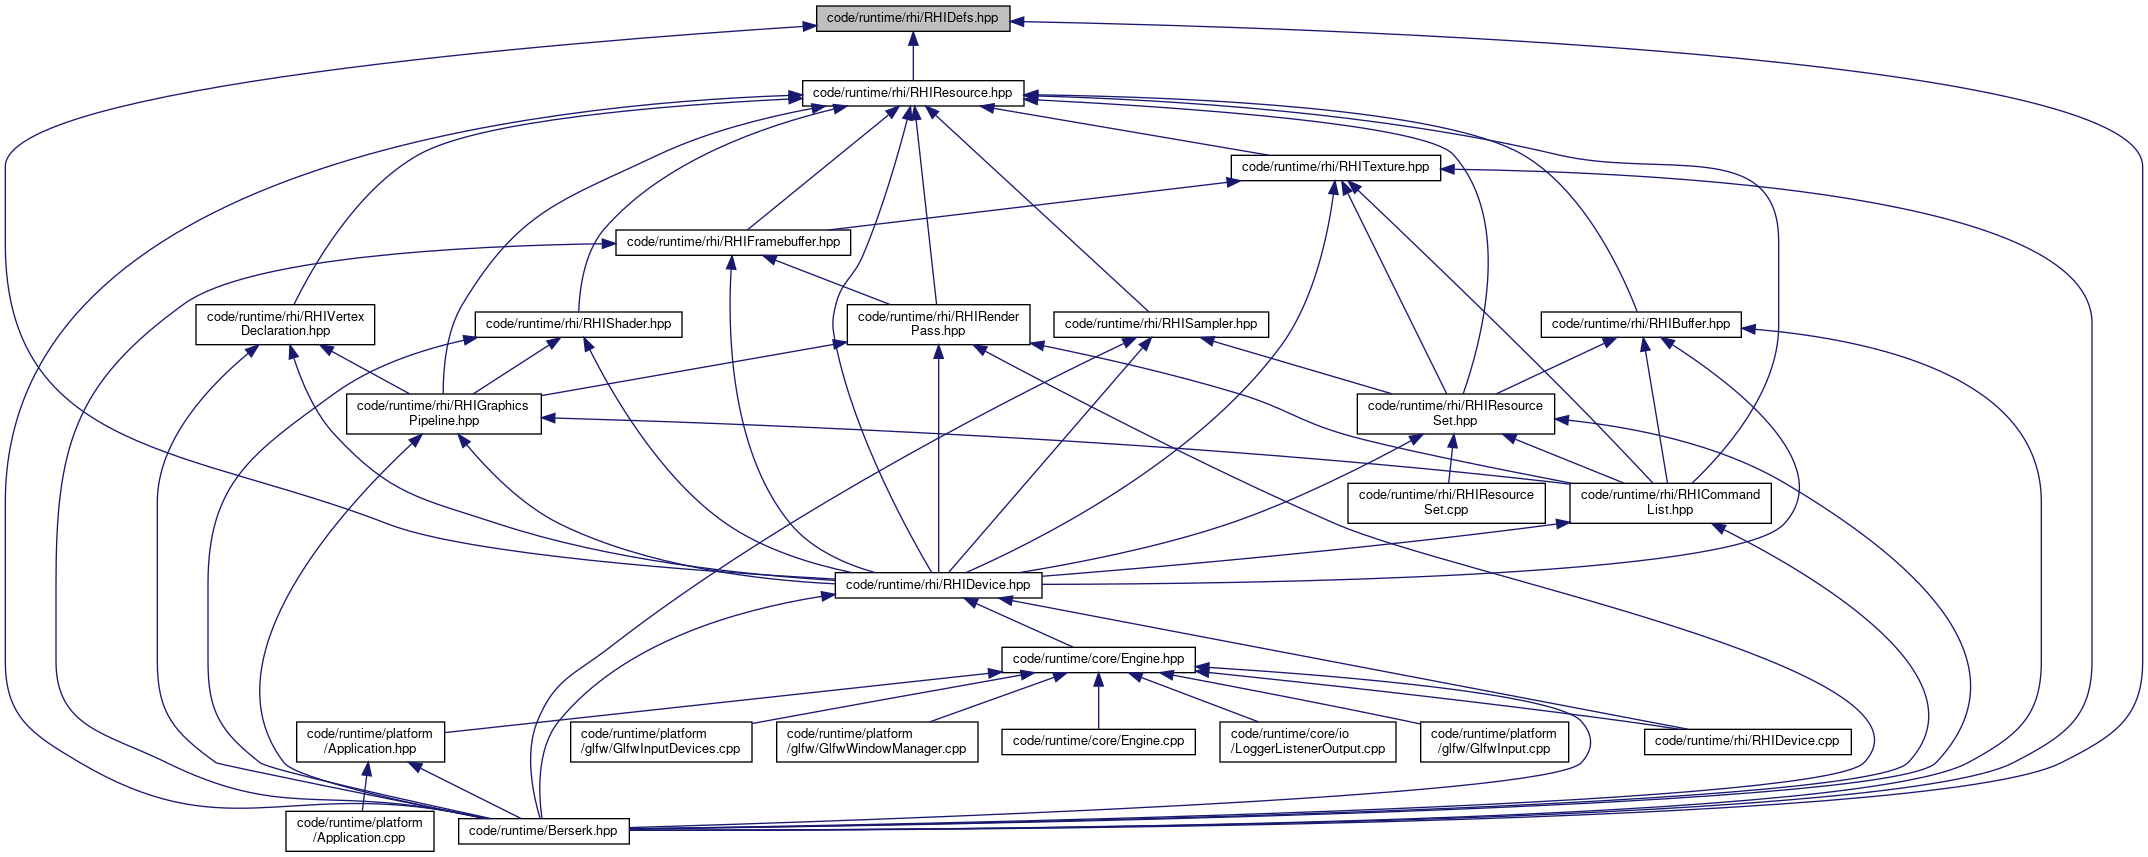 code/runtime/rhi/RHIDefs.hpp
code/runtime/rhi/RHIResource.hpp
code/runtime/rhi/RHITexture.hpp
code/runtime/rhi/RHIFramebuffer.hpp
code/runtime/rhi/RHIVertex
Declaration.hpp
code/runtime/rhi/RHIShader.hpp
code/runtime/rhi/RHIRender
Pass.hpp
code/runtime/rhi/RHISampler.hpp
code/runtime/rhi/RHIBuffer.hpp
code/runtime/rhi/RHIGraphics
Pipeline.hpp
code/runtime/rhi/RHIResource
Set.hpp
code/runtime/rhi/RHIResource
Set.cpp
code/runtime/rhi/RHICommand
List.hpp
code/runtime/rhi/RHIDevice.hpp
code/runtime/core/Engine.hpp
code/runtime/platform
/Application.hpp
code/runtime/platform
/glfw/GlfwInputDevices.cpp
code/runtime/platform
/glfw/GlfwWindowManager.cpp
code/runtime/core/Engine.cpp
code/runtime/core/io
/LoggerListenerOutput.cpp
code/runtime/platform
/glfw/GlfwInput.cpp
code/runtime/rhi/RHIDevice.cpp
code/runtime/platform
/Application.cpp
code/runtime/Berserk.hpp